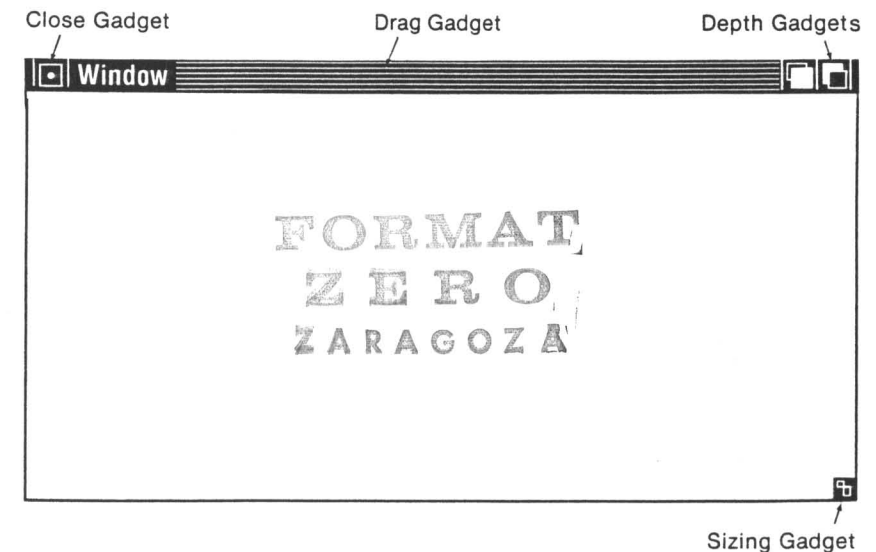 Close Gadget Drag Gadget Depth Gadgets
Window
FORMAT
ZERO
ZARAGOZA
Sizing Gadget